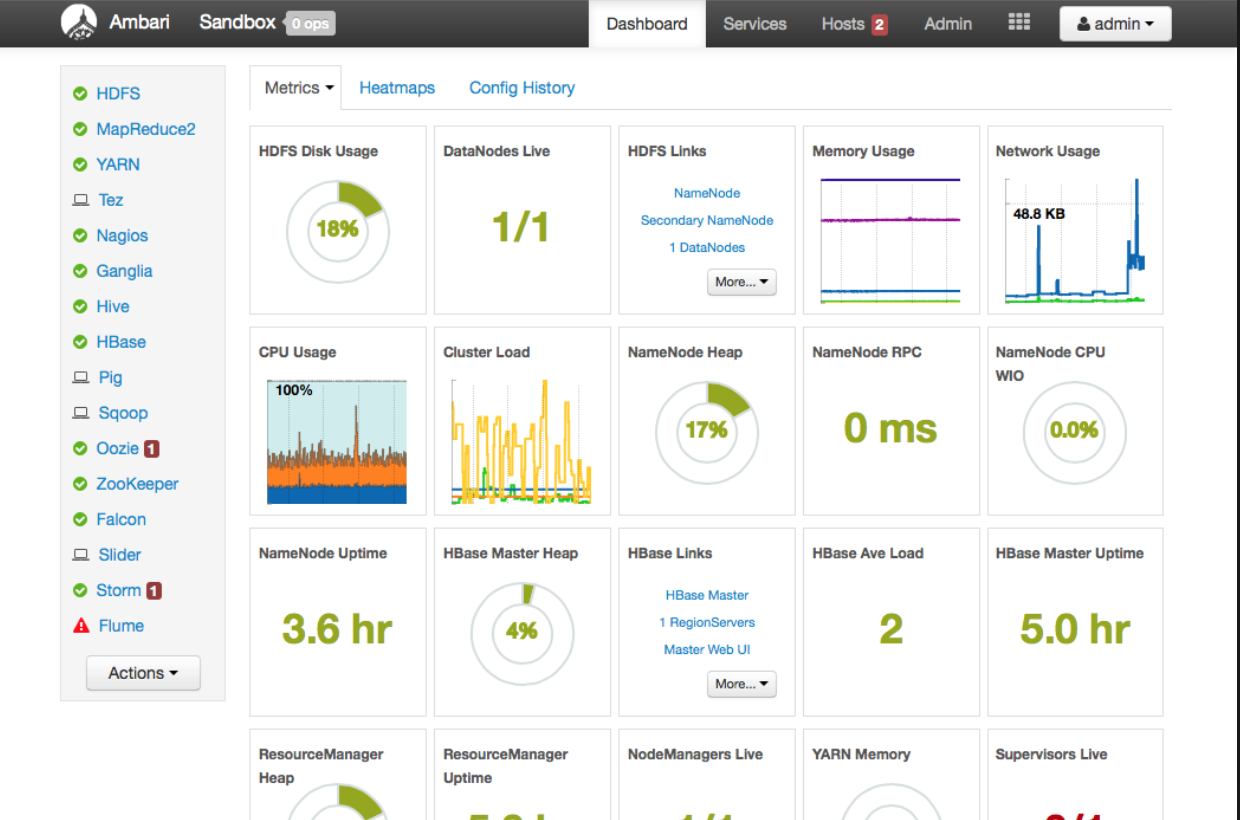 Ambari Sandbox 0 ops Dashboard Services Hosts 2 Admin admin
HDFS
MapReduce2
YARN
Tez
Nagios
Ganglia
Hive
HBase
Pig
Sqoop
Oozie 1
ZooKeeper
Falcon
Slider
Storm 1
Flume
Actions
Metrics Heatmaps Config History
HDFS Disk Usage
18%
DataNodes Live
1/1
HDFS Links
NameNode
Secondary NameNode
1 DataNodes
More...
Memory Usage
Network Usage
48.8 KB
CPU Usage
100%
Cluster Load
NameNode Heap
17%
NameNode RPC
0 ms
NameNode CPU
WIO
0.0%
NameNode Uptime
3.6 hr
HBase Master Heap
4%
HBase Links
HBase Master
1 RegionServers
Master Web UI
More...
HBase Ave Load
2
HBase Master Uptime
5.0 hr
ResourceManager
Heap
ResourceManager
Uptime
NodeManagers Live
YARN Memory
Supervisors Live